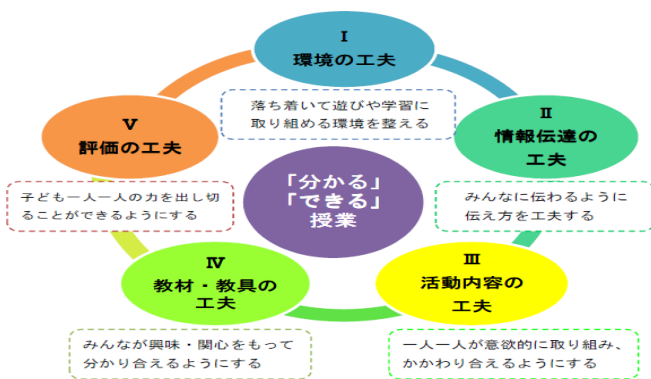 Ⅰ
環境の工夫
落ち着いて遊びや学習に
取り組める環境を整える
Ⅱ
情報伝達の
工夫
みんなに伝わるように
伝え方を工夫する
Ⅲ
活動内容の
工夫
一人一人が意欲的に取り組み、
かかわり合えるようにする
Ⅳ
教材・教具の
工夫
みんなが興味・関心をもって
分かり合えるようにする
Ⅴ
評価の工夫
子ども一人一人の力を出し切
ることができるようにする
「分かる」
「できる」
授業